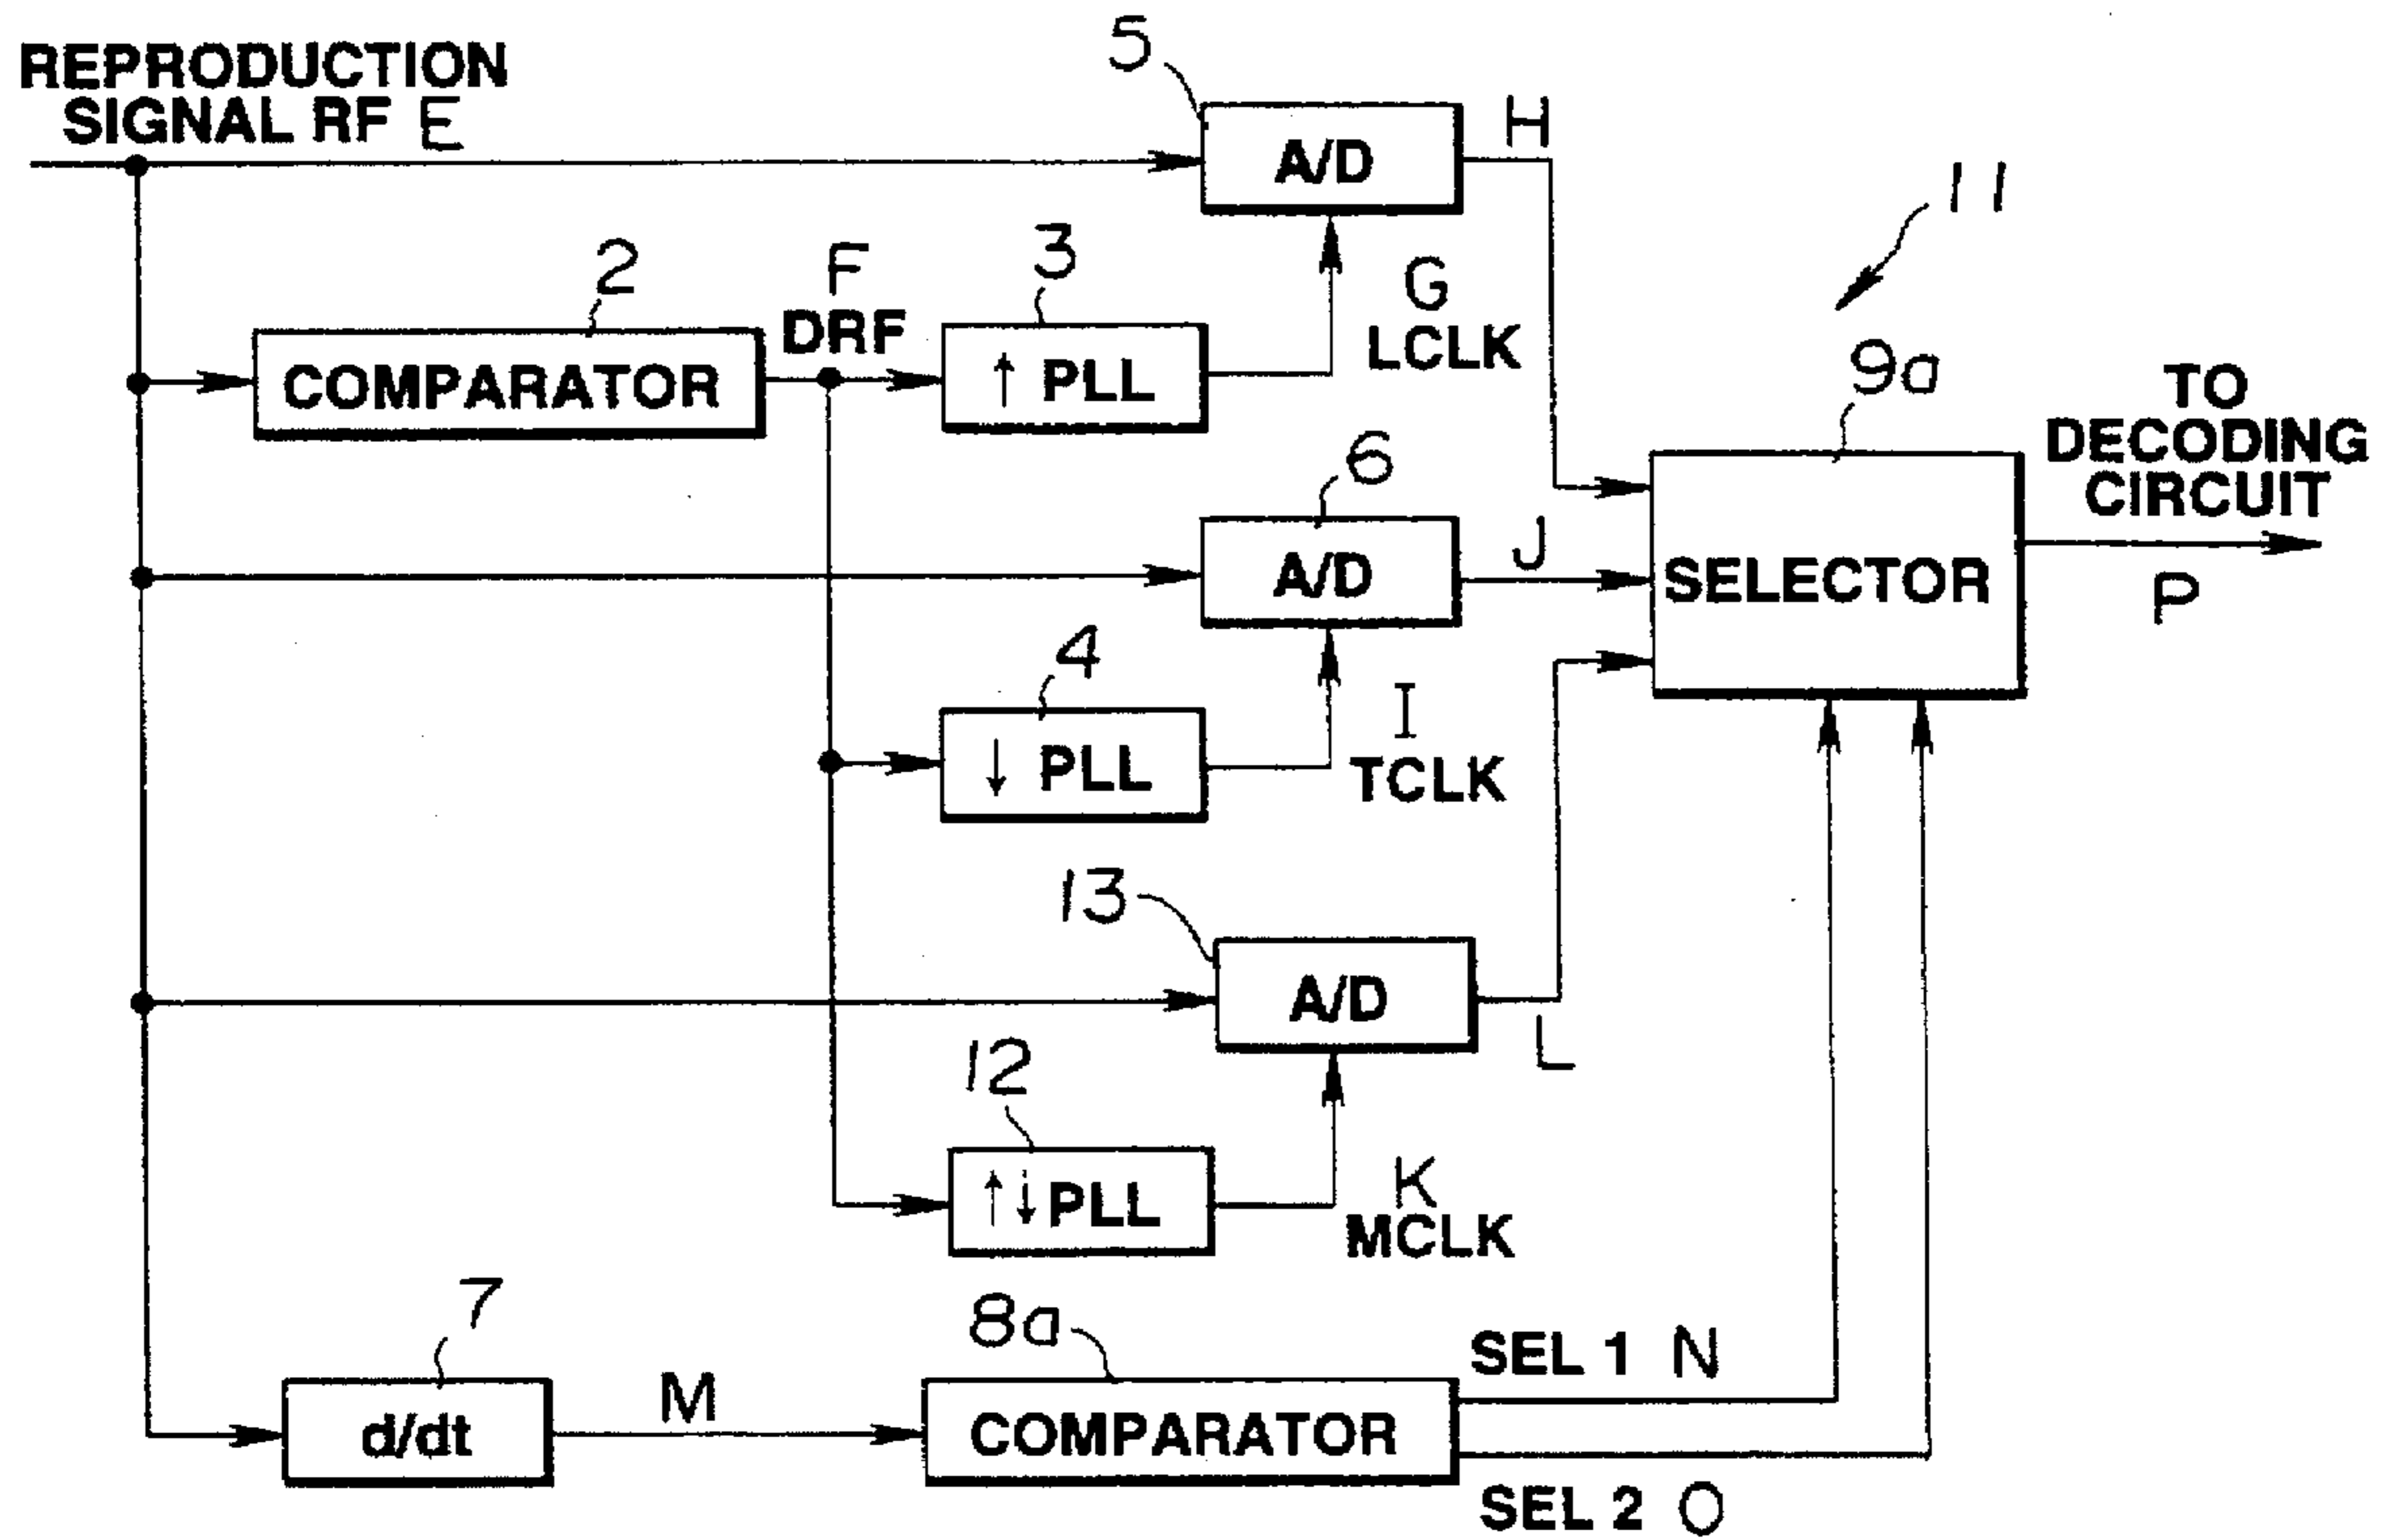 5
REPRODUCTION
SIGNAL RF E
A/D
H
11
2
F
DRF
3
G
LCLK
COMPARATOR
↑ PLL
9a
TO
DECODING
CIRCUIT
6
A/D
J
SELECTOR
P
4
I
TCLK
↓ PLL
13
A/D
L
12
K
MCLK
↑↓ PLL
7
8a
M
SEL 1 N
d/dt
COMPARATOR
SEL 2 O